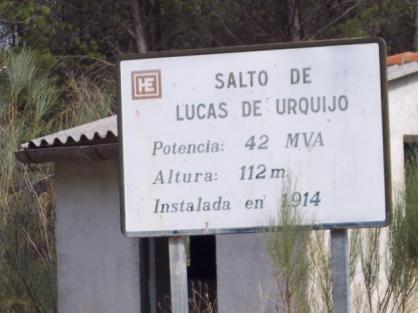 HE
SALTO DE
LUCAS DE URQUIJO
Potencia: 42 MVA
Altura: 112 m.
Instalada en 1914